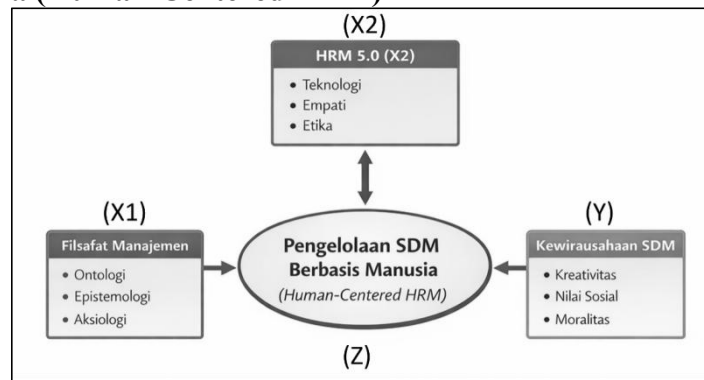 (X2)
HRM 5.0 (X2)
• Teknologi
• Empati
• Etika
(X1)
Filsafat Manajemen
• Ontologi
• Epistemologi
• Aksiologi
Pengelolaan SDM
Berbasis Manusia
(Human-Centered HRM)
(Z)
(Y)
Kewirausahaan SDM
• Kreativitas
• Nilai Sosial
• Moralitas